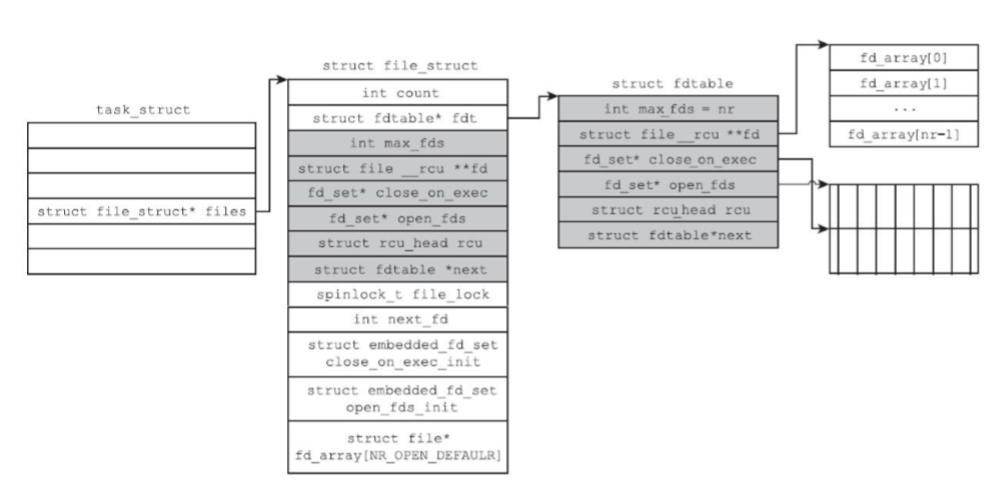 task_struct
struct file_struct* files
struct file_struct
int count
struct fdtable* fdt
int max_fds
struct file __rcu **fd
fd_set* close_on_exec
fd_set* open_fds
struct rcu_head rcu
struct fdtable *next
spinlock_t file_lock
int next_fd
struct embedded_fd_set
close_on_exec_init
struct embedded_fd_set
open_fds_init
struct file*
fd_array[NR_OPEN_DEFAULR]
struct fdtable
int max_fds = nr
struct file __rcu **fd
fd_set* close_on_exec
fd_set* open_fds
struct rcu_head rcu
struct fdtable*next
fd_array[0]
fd_array[1]
...
fd_array[nr-1]